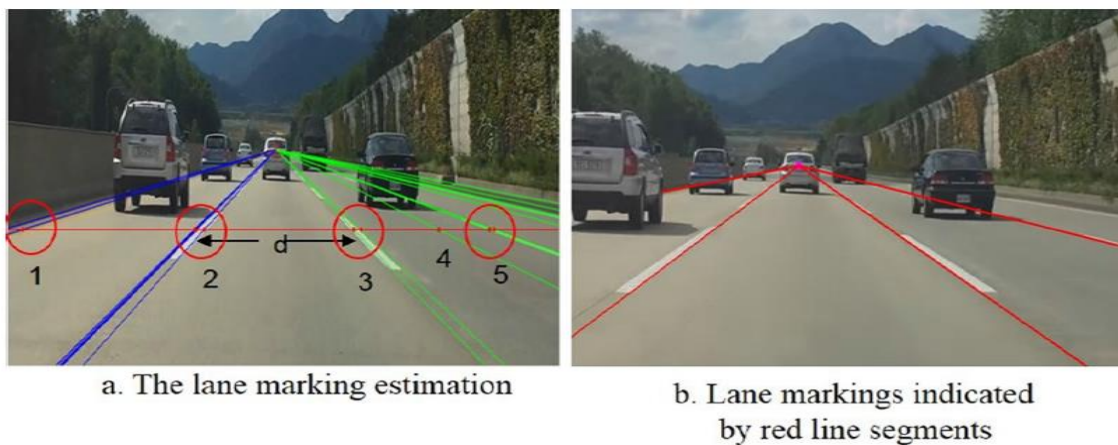 d
1 2 3 4 5
a. The lane marking estimation
b. Lane markings indicated
by red line segments